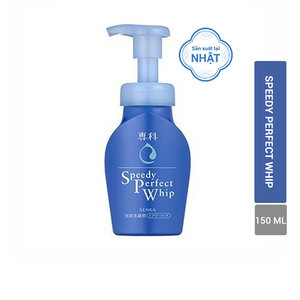 Sản xuất tại
NHẬT
専科
Speedy
Perfect
Whip
SENKA
SPEEDY PERFECT WHIP
150 ML